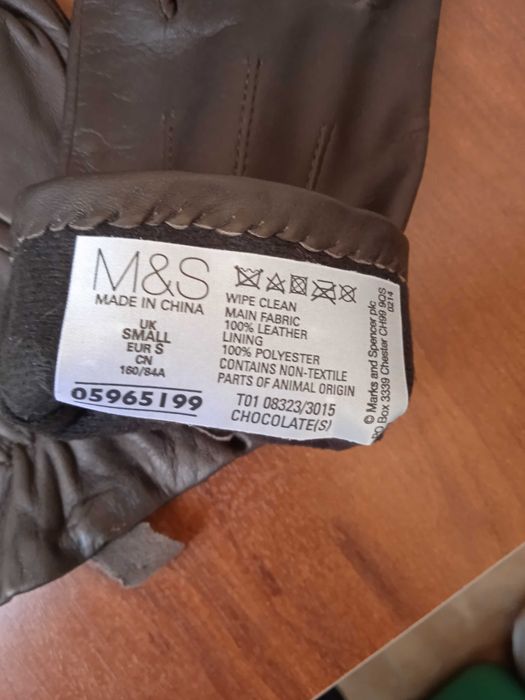 M&S
MADE IN CHINA
UK
SMALL
EUR S
CN
160/84A
05965199
WIPE CLEAN
MAIN FABRIC
100% LEATHER
LINING
100% POLYESTER
CONTAINS NON-TEXTILE
PARTS OF ANIMAL ORIGIN
T01 08323/3015
CHOCOLATE(S)
© Marks and Spencer plc
PO Box 3339 Chester CH99 9QS
0214